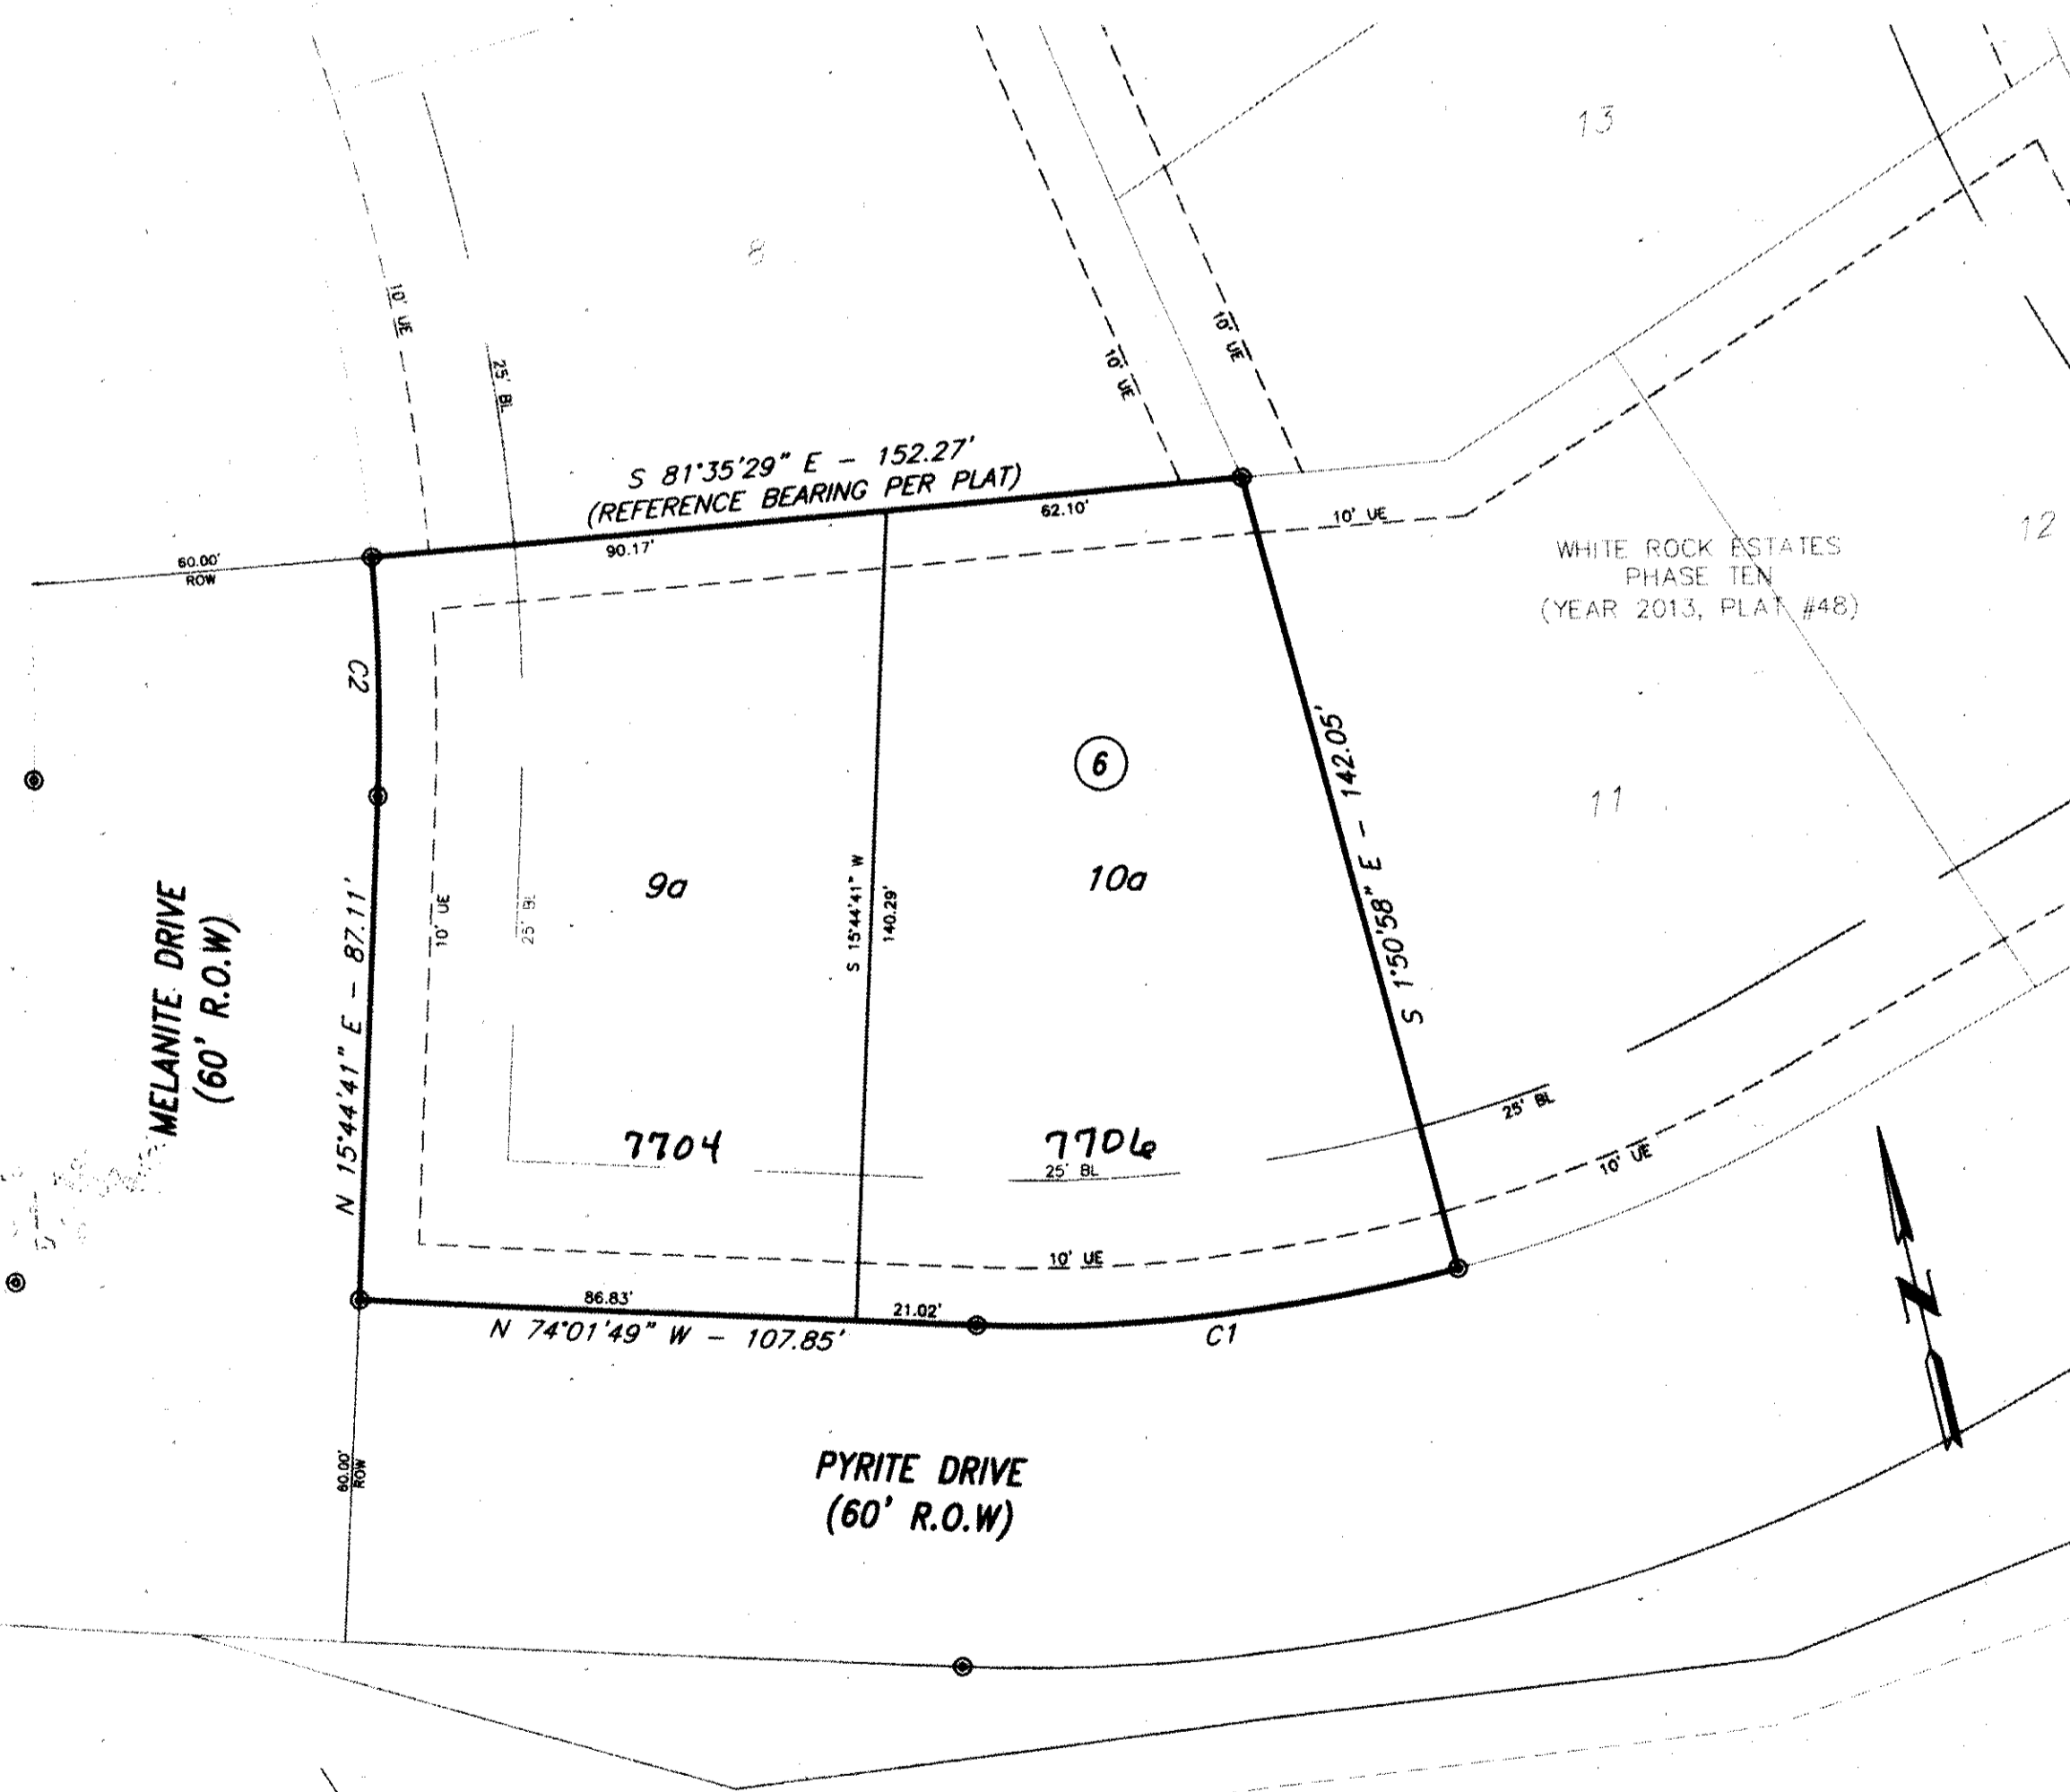 13
8
10' UE
25' BL
10' UE
10' UE
S 81°35'29" E - 152.27'
(REFERENCE BEARING PER PLAT)
62.10'
90.17'
10' UE
12
WHITE ROCK ESTATES
PHASE TEN
(YEAR 2013, PLAT #48)
60.00'
ROW
C2
6
S 1°50'58" E - 142.05'
11
9a
10a
S 15°44'41" W
140.29'
10' UE
25' BL
MELANITE DRIVE
(60' R.O.W)
N 15°44'41" E - 87.11'
7704
7706
25' BL
25' BL
10' UE
10' UE
86.83'
21.02'
N 74°01'49" W - 107.85'
C1
N
60.00'
ROW
PYRITE DRIVE
(60' R.O.W)